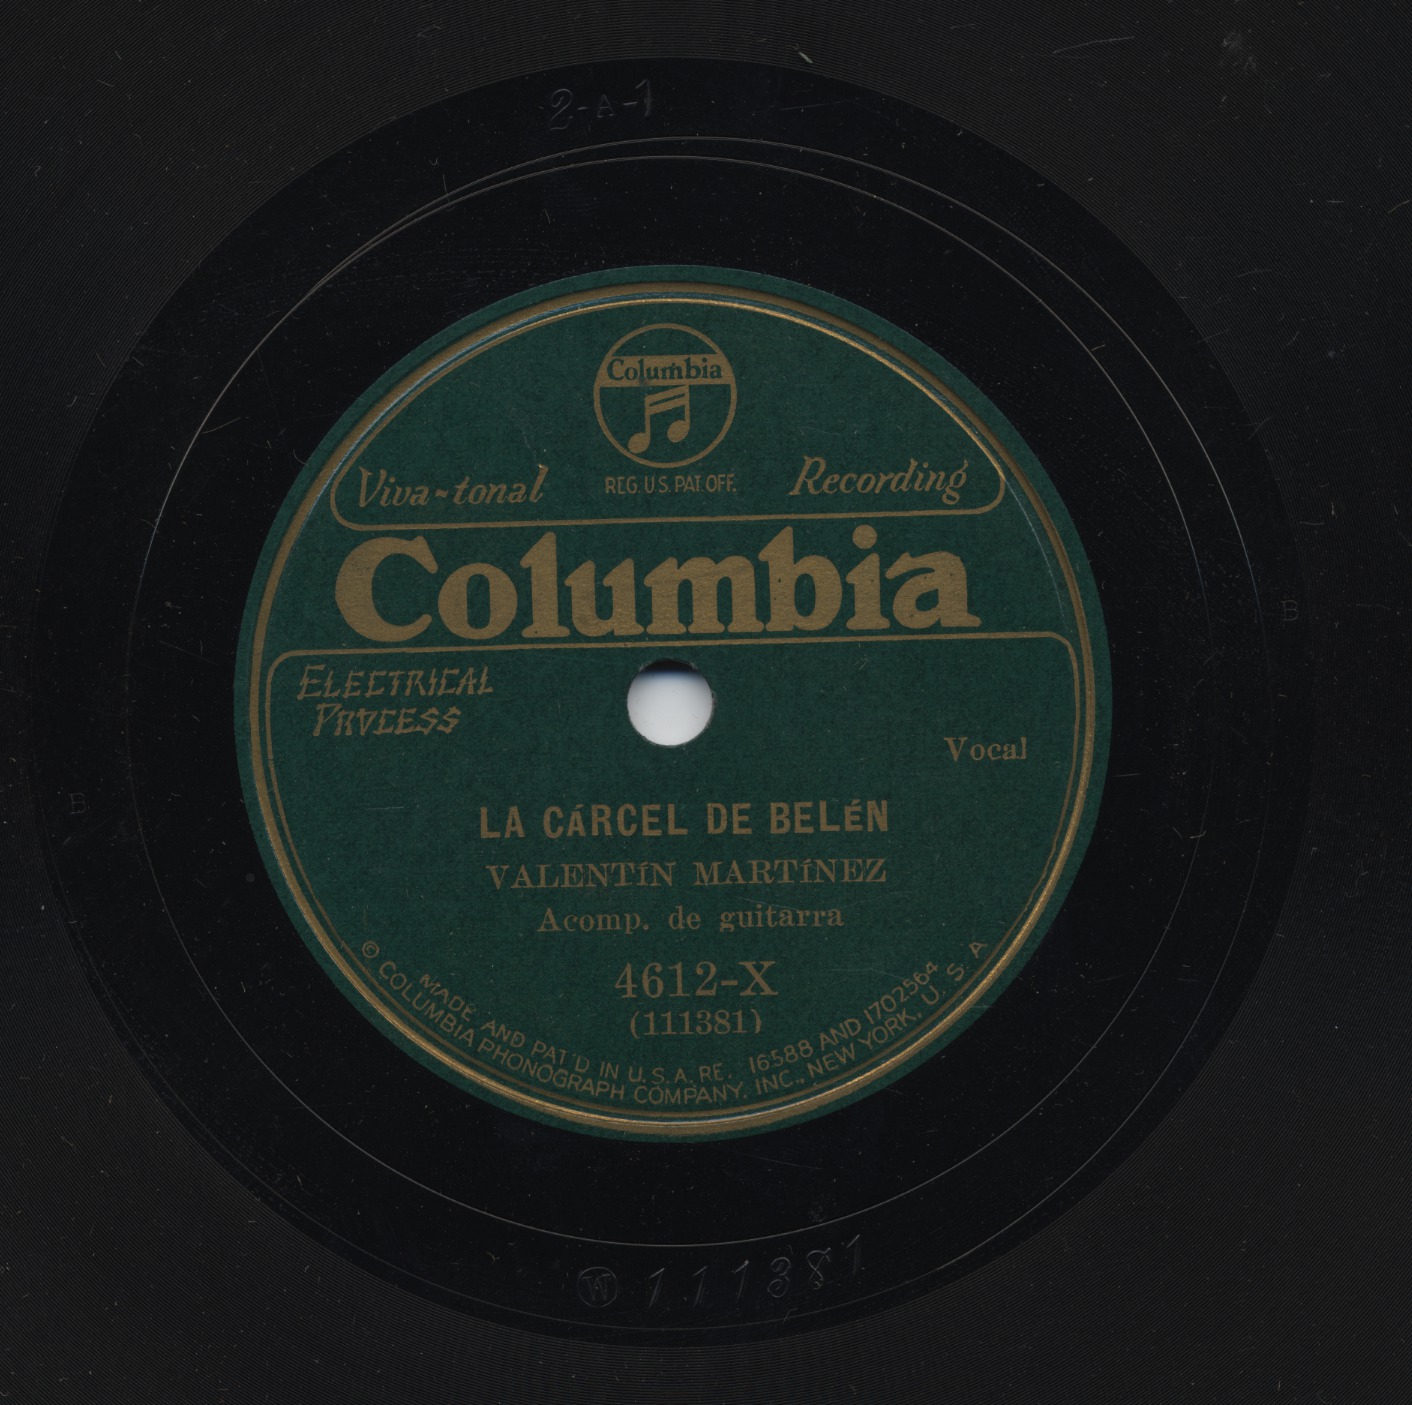 2-A-1
Columbia
Viva-tonal REG. U.S. PAT. OFF. Recording
Columbia
ELECTRICAL
PROCESS
Vocal
LA CÁRCEL DE BELÉN
VALENTÍN MARTÍNEZ
Acomp. de guitarra
4612-X
(111381)
MADE AND PAT'D IN U.S.A. RE. 16588 AND 1702564
© COLUMBIA PHONOGRAPH COMPANY, INC., NEW YORK, U. S. A
B
B
W 111381